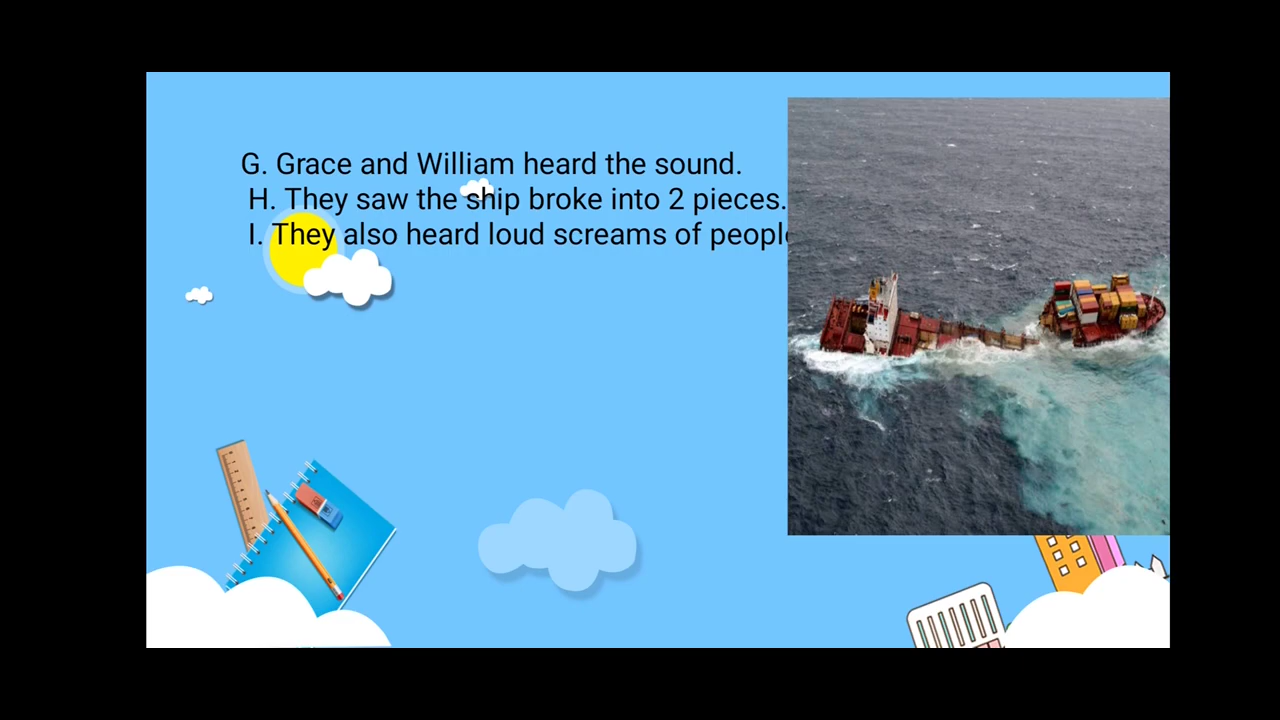 G. Grace and William heard the sound.
H. They saw the ship broke into 2 pieces.
I. They also heard loud screams of people